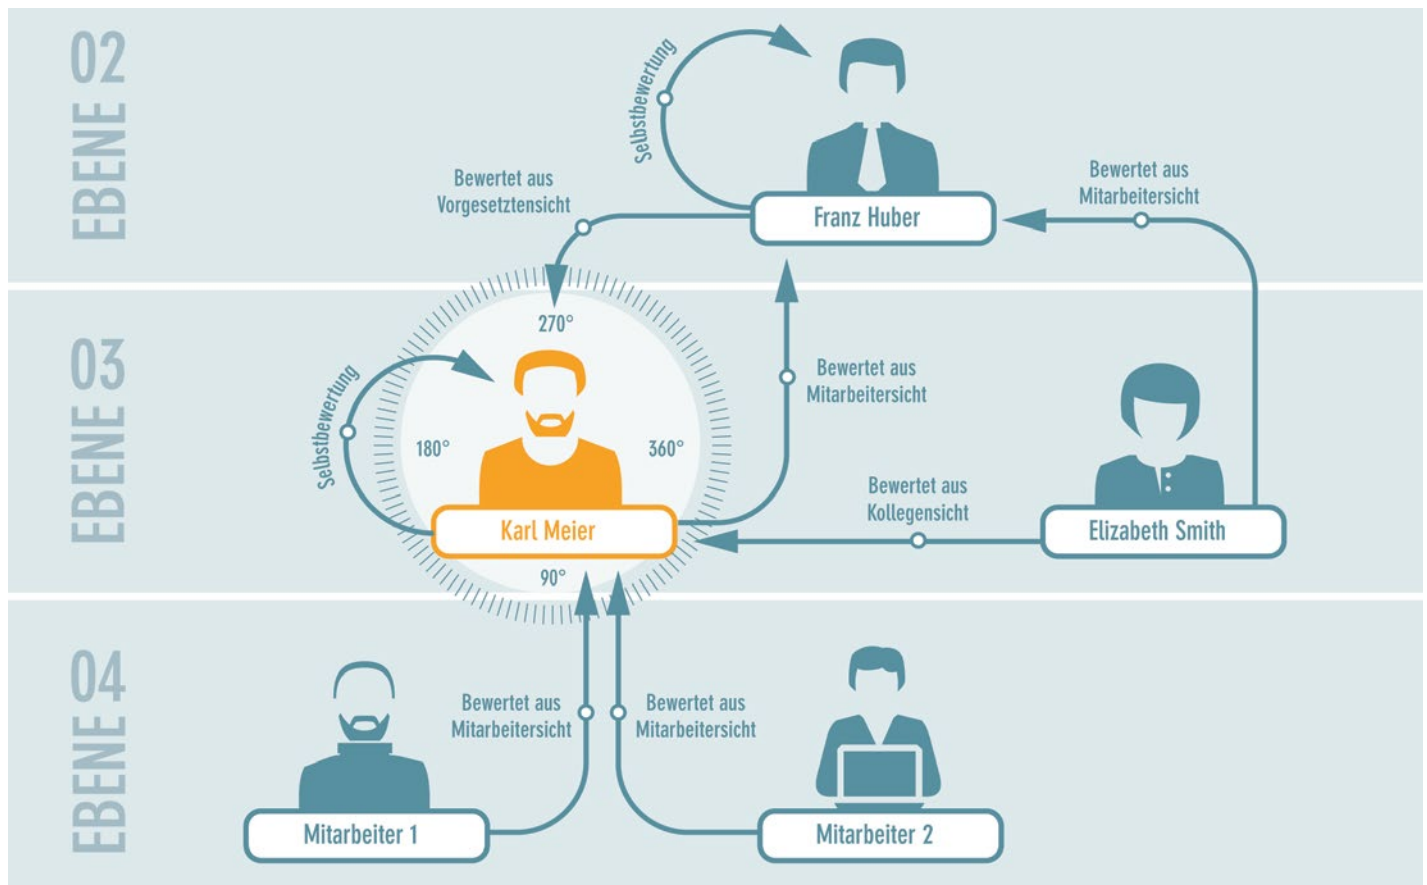 EBENE 02
Selbstbewertung
Bewertet aus
Vorgesetztensicht
Franz Huber
Bewertet aus
Mitarbeitersicht
EBENE 03
Selbstbewertung
270°
180°
360°
90°
Karl Meier
Bewertet aus
Mitarbeitersicht
Bewertet aus
Kollegensicht
Elizabeth Smith
EBENE 04
Bewertet aus
Mitarbeitersicht
Bewertet aus
Mitarbeitersicht
Mitarbeiter 1
Mitarbeiter 2